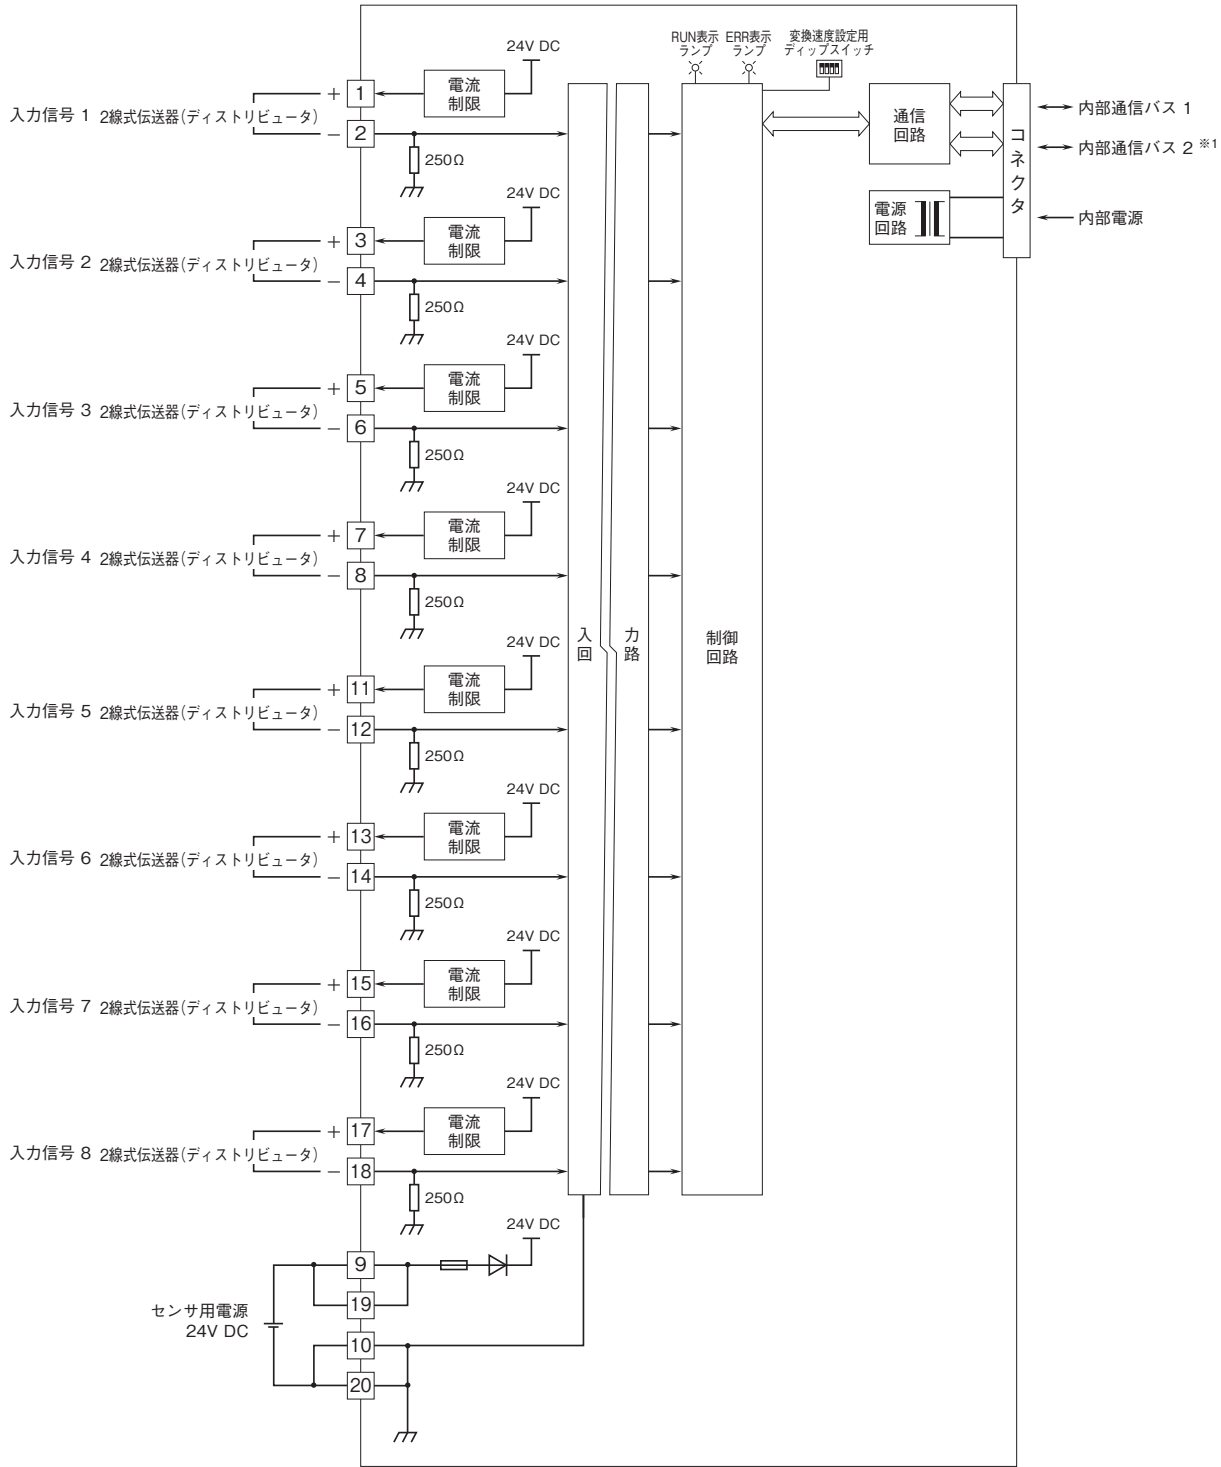 RUN表示
ランプ
ERR表示
ランプ
変換速度設定用
ディップスイッチ
24V DC
入力信号 1 2線式伝送器(ディストリビュータ)
+ 1
電流
制限
− 2
250Ω
通信
回路
コネクタ
内部通信バス 1
内部通信バス 2 ※1
電源
回路
内部電源
24V DC
入力信号 2 2線式伝送器(ディストリビュータ)
+ 3
電流
制限
− 4
250Ω
24V DC
入力信号 3 2線式伝送器(ディストリビュータ)
+ 5
電流
制限
− 6
250Ω
24V DC
入力信号 4 2線式伝送器(ディストリビュータ)
+ 7
電流
制限
− 8
250Ω
入力
回路
制御
回路
24V DC
入力信号 5 2線式伝送器(ディストリビュータ)
+ 11
電流
制限
− 12
250Ω
24V DC
入力信号 6 2線式伝送器(ディストリビュータ)
+ 13
電流
制限
− 14
250Ω
24V DC
入力信号 7 2線式伝送器(ディストリビュータ)
+ 15
電流
制限
− 16
250Ω
24V DC
入力信号 8 2線式伝送器(ディストリビュータ)
+ 17
電流
制限
− 18
250Ω
24V DC
センサ用電源
24V DC
9
19
10
20